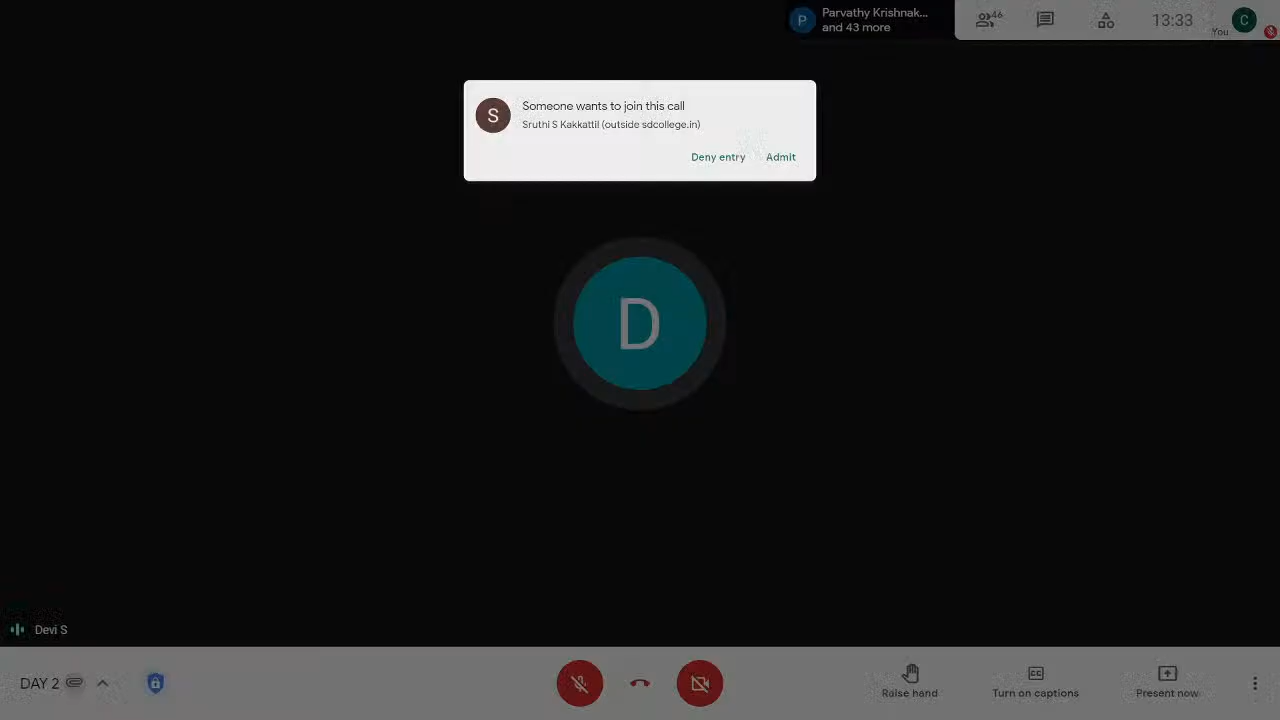 P
Parvathy Krishnak...
and 43 more
46
13:33
You
C
S
Someone wants to join this call
Sruthi S Kakkattil (outside sdcollege.in)
Deny entry
Admit
D
Devi S
DAY 2
Raise hand
CC
Turn on captions
Present now